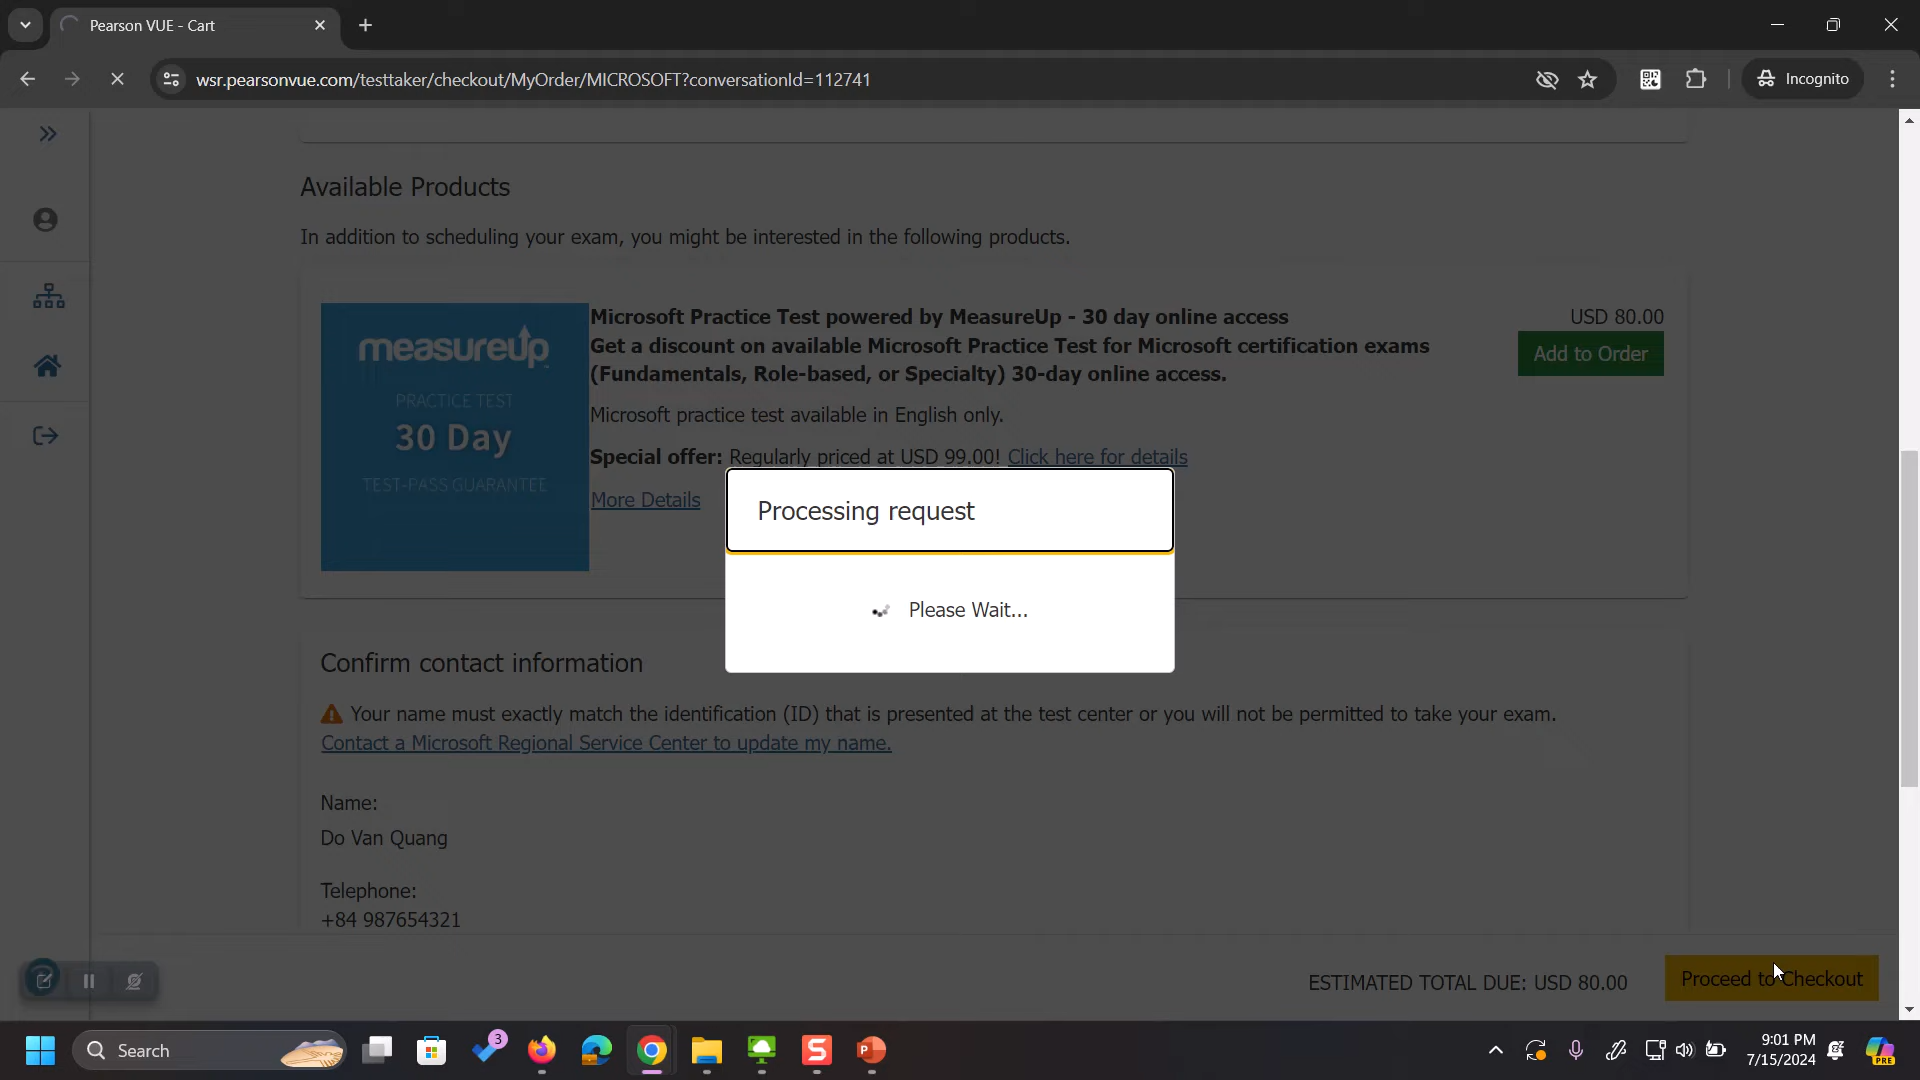 Pearson VUE - Cart
wsr.pearsonvue.com/testtaker/checkout/MyOrder/MICROSOFT?conversationId=112741
Incognito
Available Products
In addition to scheduling your exam, you might be interested in the following products.
measureup
PRACTICE TEST
30 Day
TEST-PASS GUARANTEE
Microsoft Practice Test powered by MeasureUp - 30 day online access
USD 80.00
Get a discount on available Microsoft Practice Test for Microsoft certification exams
Add to Order
(Fundamentals, Role-based, or Specialty) 30-day online access.
Microsoft practice test available in English only.
Special offer: Regularly priced at USD 99.00! Click here for details
More Details
Processing request
Please Wait...
Confirm contact information
Your name must exactly match the identification (ID) that is presented at the test center or you will not be permitted to take your exam.
Contact a Microsoft Regional Service Center to update my name.
Name:
Do Van Quang
Telephone:
+84 987654321
ESTIMATED TOTAL DUE: USD 80.00
Proceed to Checkout
Search
3
9:01 PM
7/15/2024
PRE